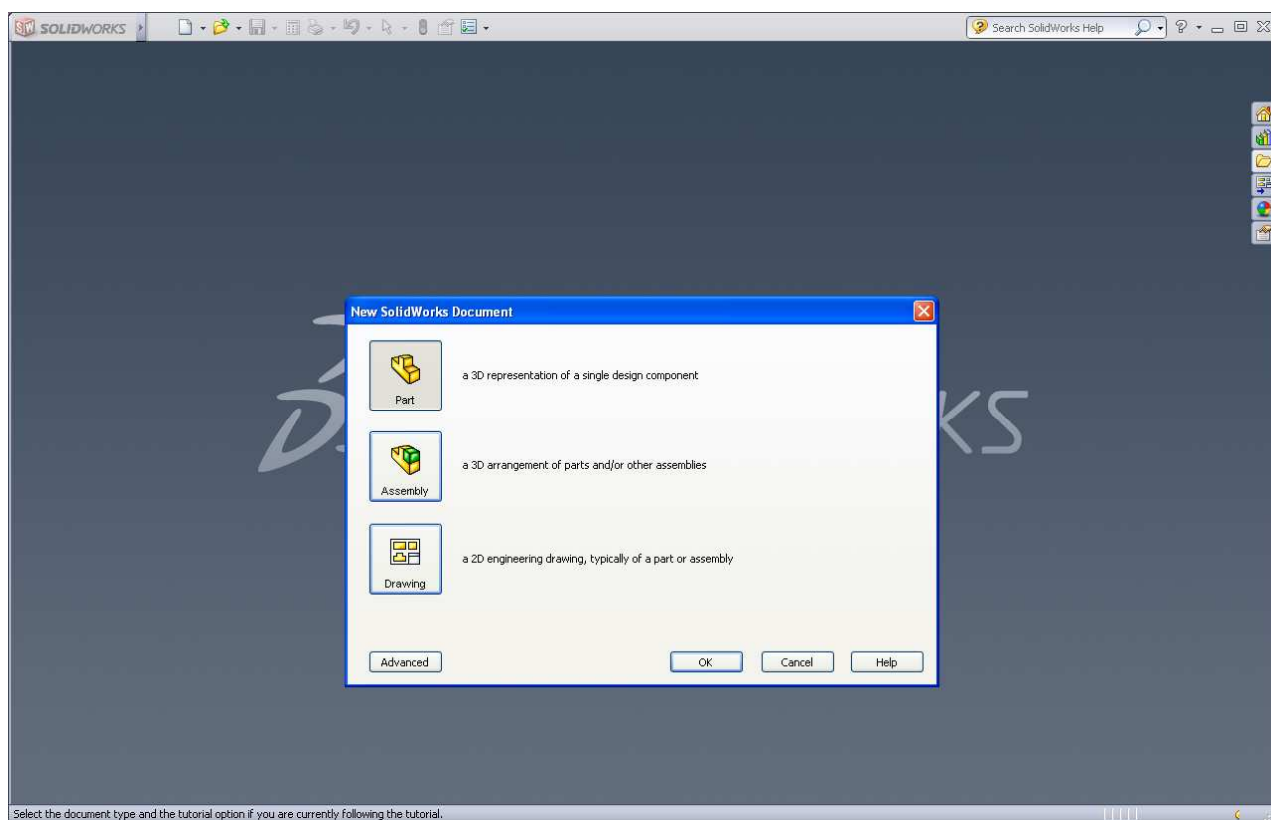 SW SOLIDWORKS
Search SolidWorks Help
New SolidWorks Document
Part
a 3D representation of a single design component
KS
Assembly
a 3D arrangement of parts and/or other assemblies
Drawing
a 2D engineering drawing, typically of a part or assembly
Advanced
OK
Cancel
Help
Select the document type and the tutorial option if you are currently following the tutorial.